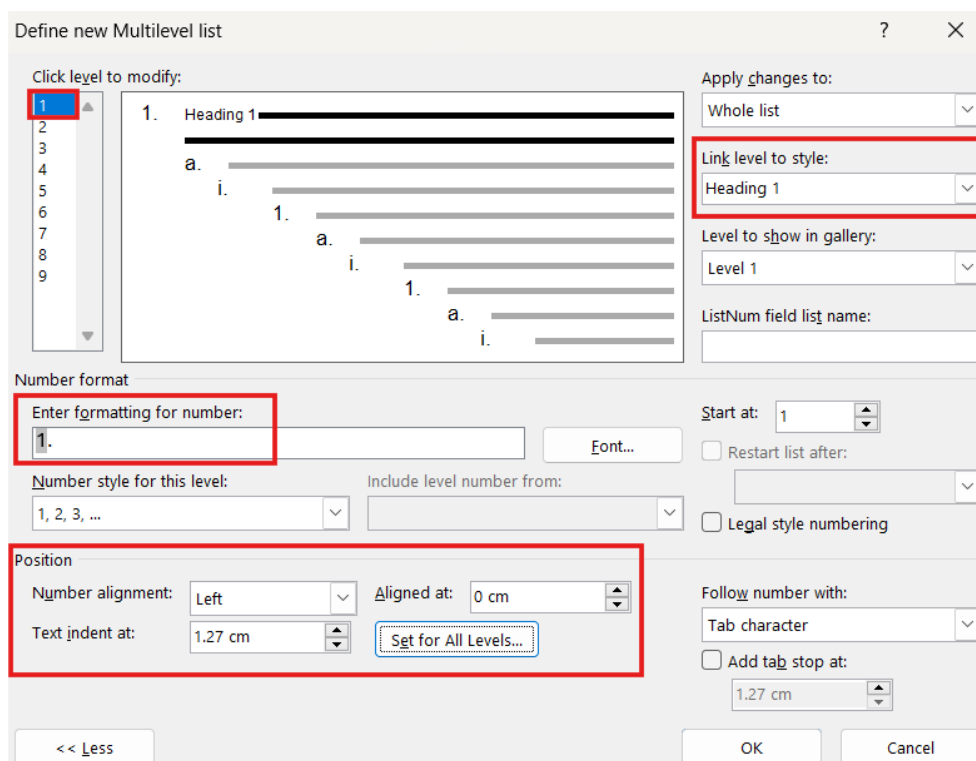 Define new Multilevel list ?
Click level to modify:
1
2
3
4
5
6
7
8
9
1. Heading 1
a.
i.
1.
a.
i.
1.
a.
i.
Apply changes to:
Whole list
Link level to style:
Heading 1
Level to show in gallery:
Level 1
ListNum field list name:
Number format
Enter formatting for number:
1.
Font...
Start at: 1
Restart list after:
Number style for this level:
1, 2, 3, ...
Include level number from:
Legal style numbering
Position
Number alignment: Left
Aligned at: 0 cm
Text indent at: 1.27 cm
Set for All Levels...
Follow number with:
Tab character
Add tab stop at:
1.27 cm
<< Less
OK
Cancel